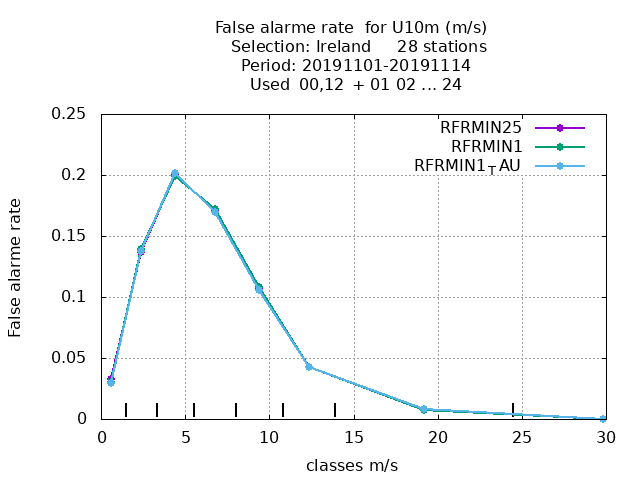 False alarme rate  for U10m (m/s)
Selection: Ireland     28 stations
Period: 20191101-20191114
Used  00,12  + 01 02 ... 24
RFRMIN25
RFRMIN1
RFRMIN1TAU
False alarme rate
0.25
0.2
0.15
0.1
0.05
0
0 5 10 15 20 25 30
classes m/s